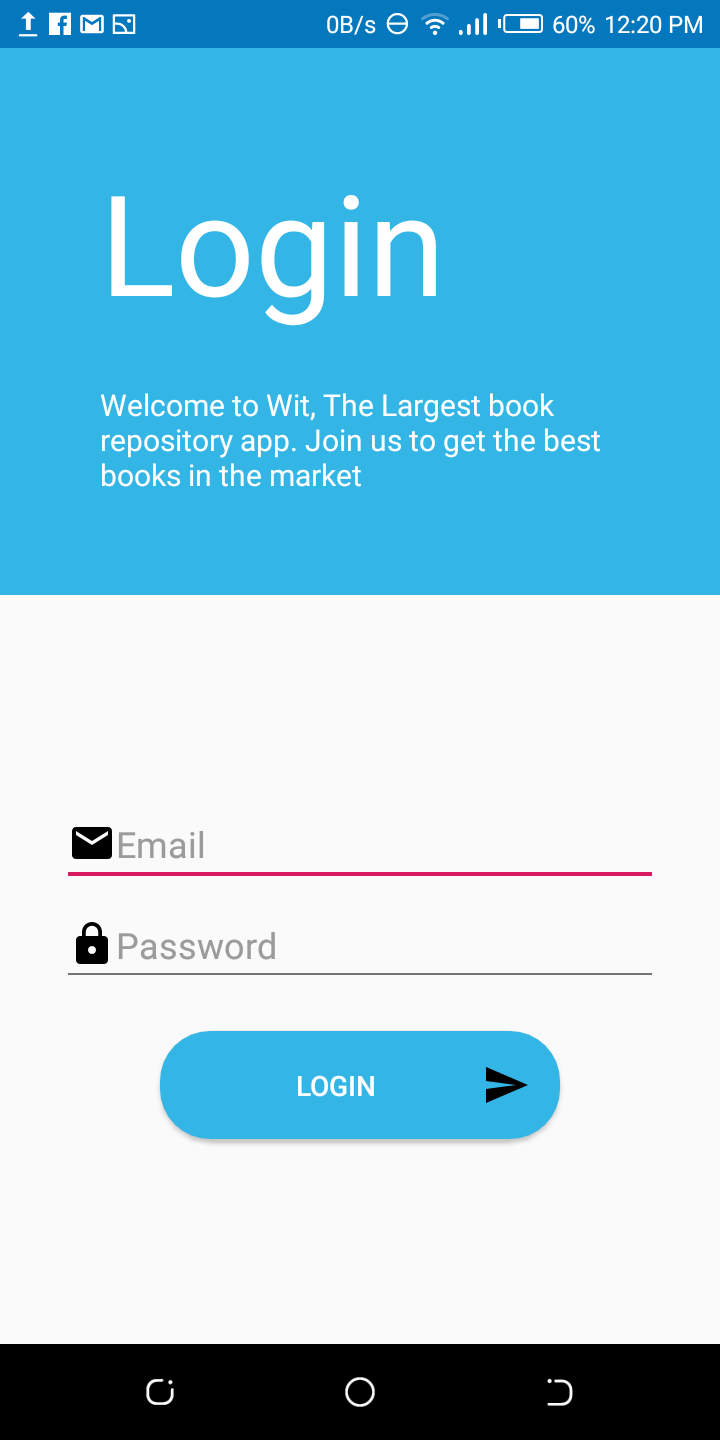 0B/s 60% 12:20 PM
Login
Welcome to Wit, The Largest book
repository app. Join us to get the best
books in the market
Email
Password
LOGIN